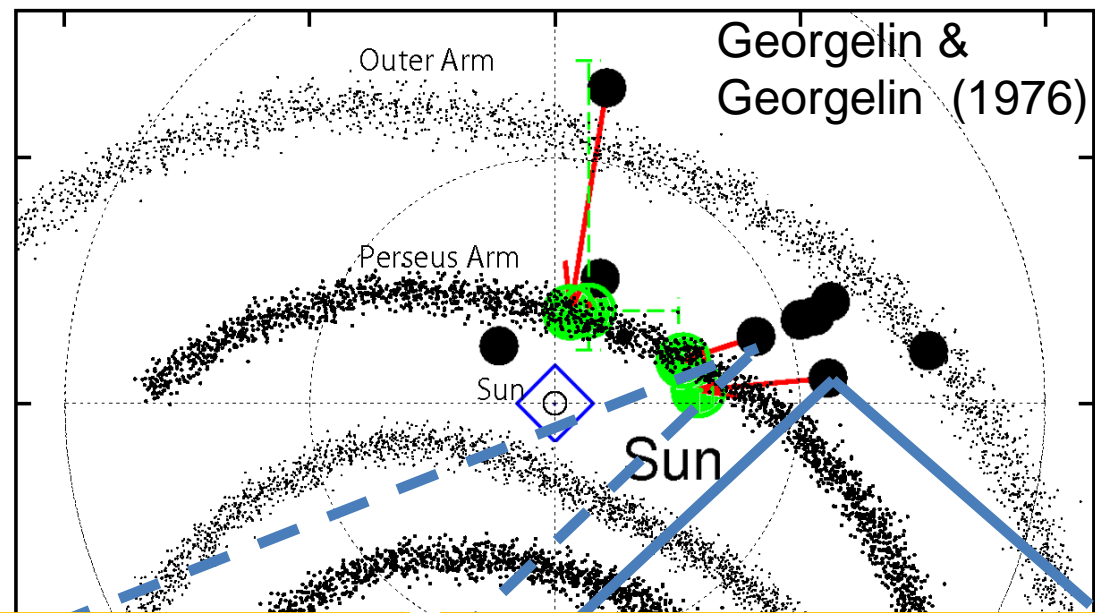 Georgelin &
Georgelin (1976)
Outer Arm
Perseus Arm
Sun
Sun